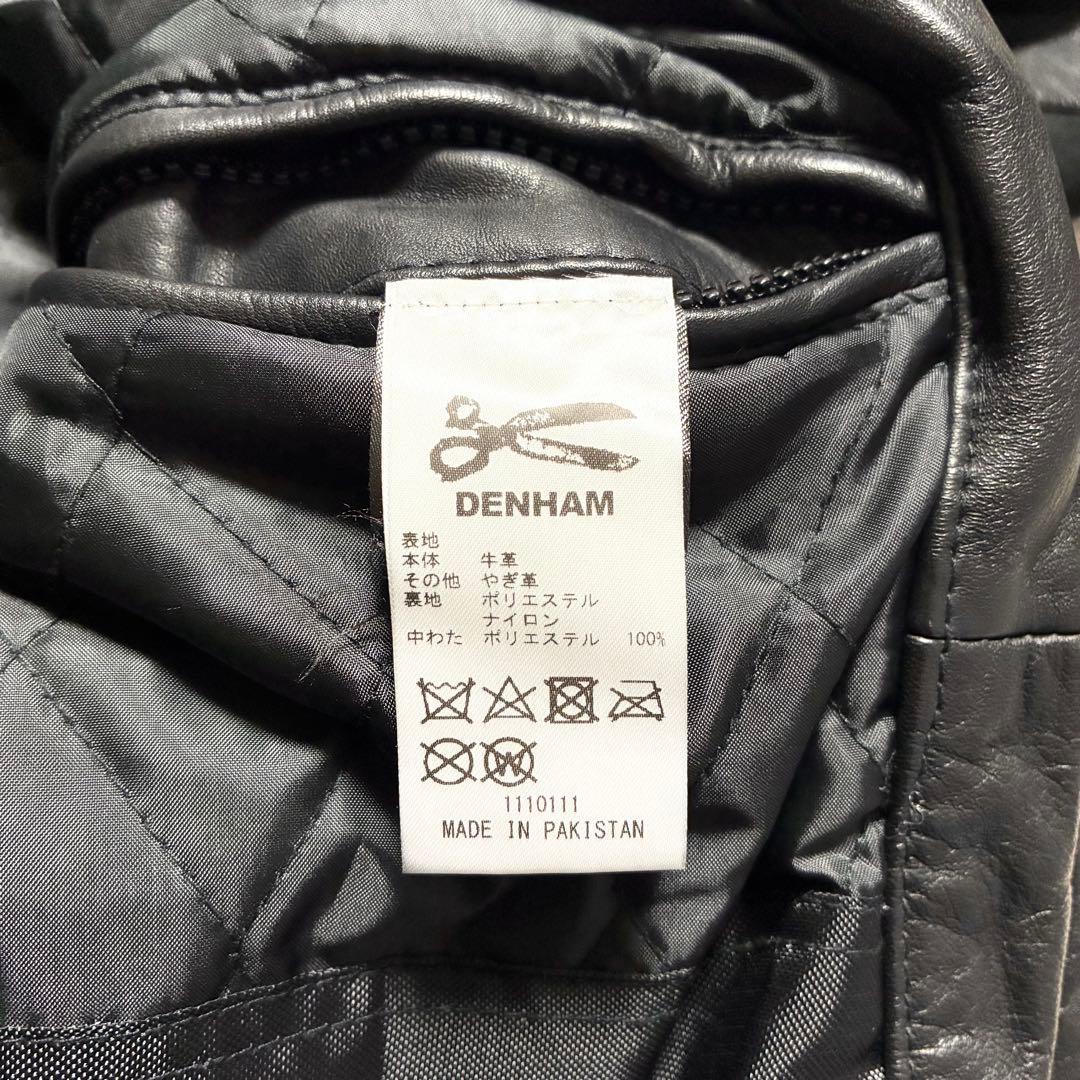 DENHAM
表地
本体 牛革
その他 やぎ革
裏地 ポリエステル
ナイロン
中わた ポリエステル 100%
W
1110111
MADE IN PAKISTAN